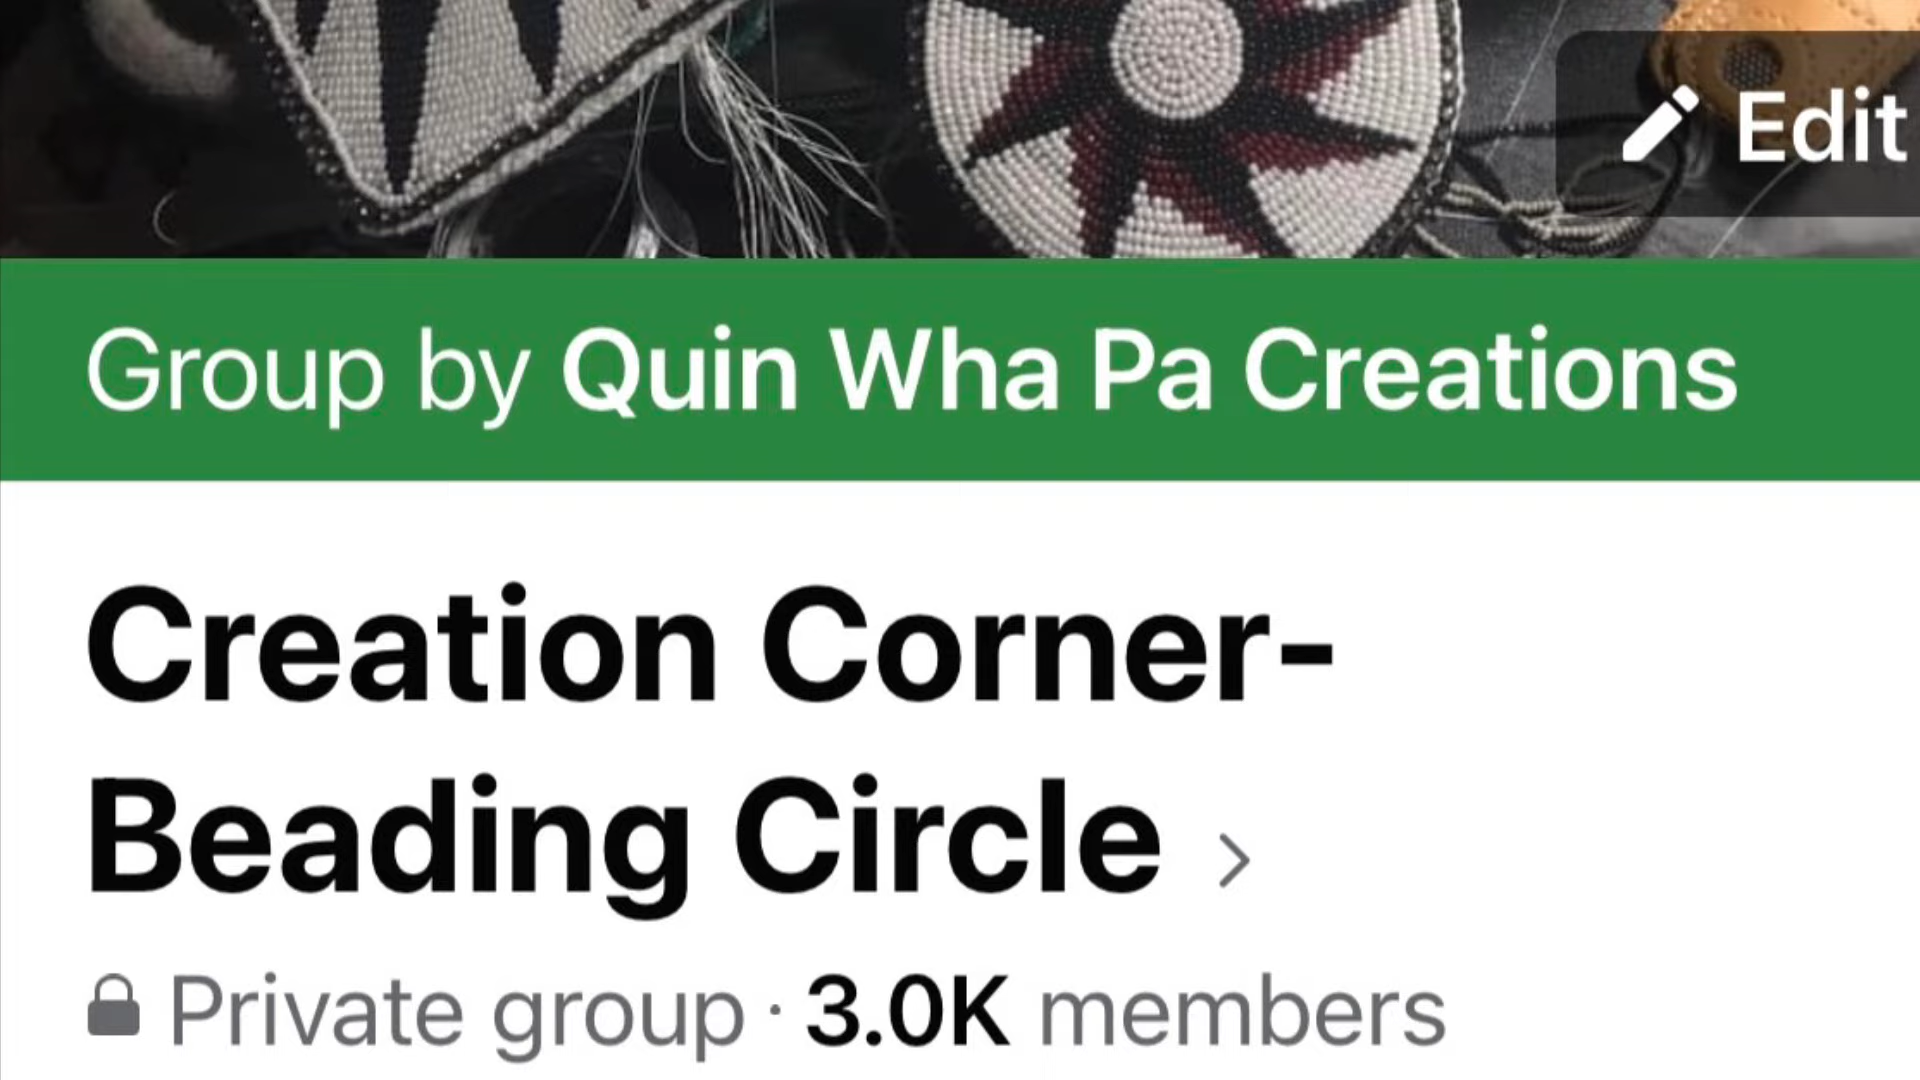 Edit
Group by Quin Wha Pa Creations
Creation Corner-
Beading Circle >
Private group · 3.0K members